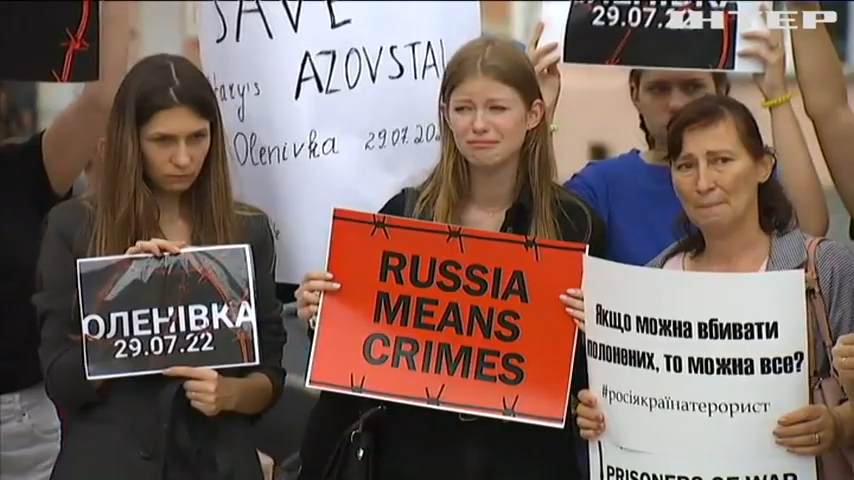 SAVE
AZOVSTAL
Olenivka 29.07.20
29.07.2
ІНТЕР
ОЛЕНІВКА
29.07.22
RUSSIA
MEANS
CRIMES
Якщо можна вбивати
полонених, то можна все?
#росіякраїнатерорист
PRISONERS OF WAR